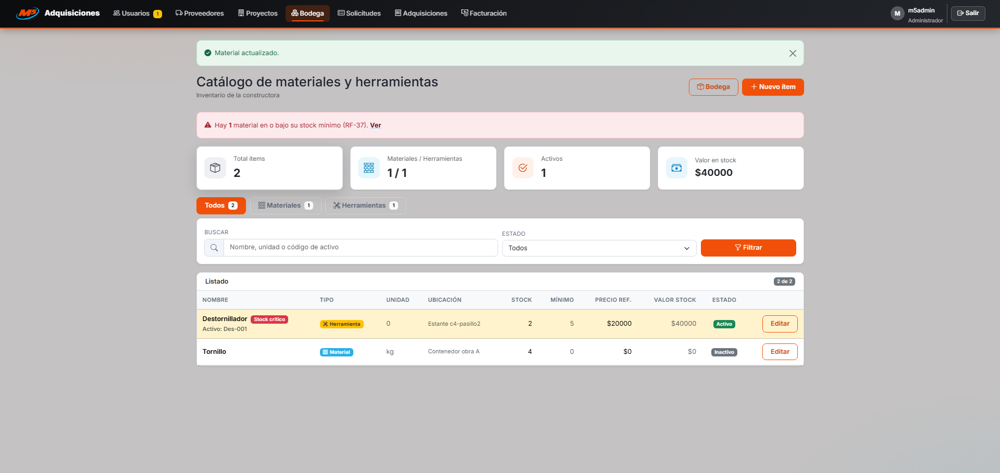 M5 Adquisiciones Usuarios 1 Proveedores Proyectos Bodega Solicitudes Adquisiciones Facturación M m5admin Administrador Salir
Material actualizado.
Catálogo de materiales y herramientas
Inventario de la constructora
Bodega Nuevo ítem
Hay 1 material en o bajo su stock mínimo (RF-37). Ver
Total ítems
2
Materiales / Herramientas
1 / 1
Activos
1
Valor en stock
$40000
Todos 2 Materiales 1 Herramientas 1
BUSCAR
Nombre, unidad o código de activo
ESTADO
Todos
Filtrar
Listado 2 de 2
NOMBRE TIPO UNIDAD UBICACIÓN STOCK MÍNIMO PRECIO REF. VALOR STOCK ESTADO
Destornillador Stock crítico
Activo: Des-001
Herramienta 0 Estante c4-pasillo2 2 5 $20000 $40000 Activo Editar
Tornillo Material kg Contenedor obra A 4 0 $0 $0 Inactivo Editar